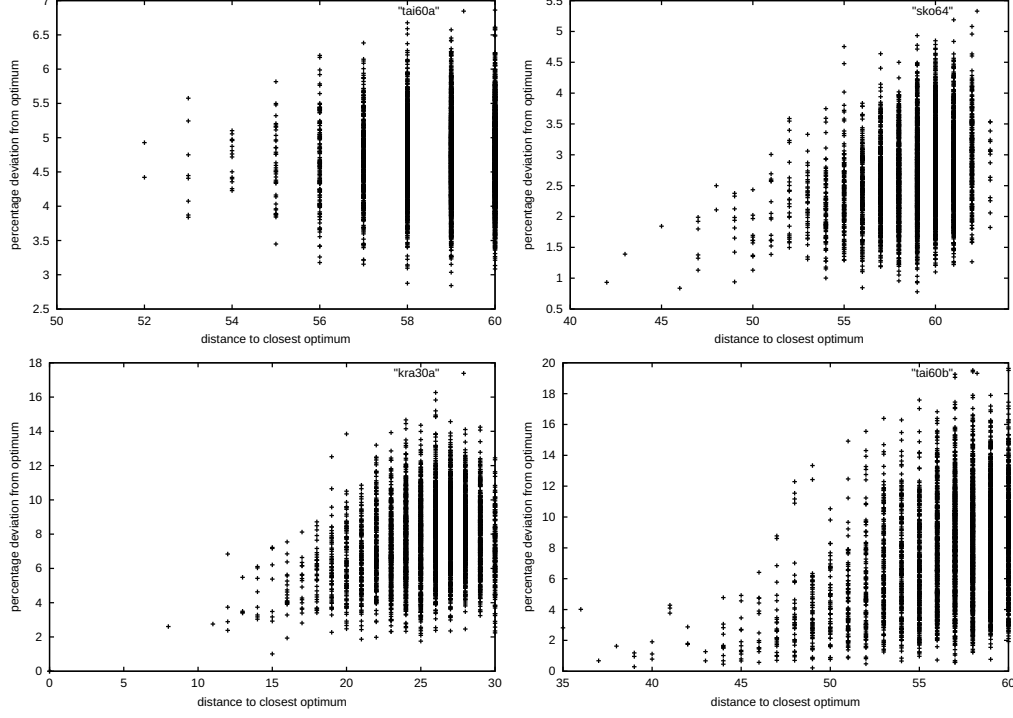 "tai60a"
7
6.5
6
5.5
5
4.5
4
3.5
3
2.5
50 52 54 56 58 60
percentage deviation from optimum
distance to closest optimum
"sko64"
5.5
5
4.5
4
3.5
3
2.5
2
1.5
1
0.5
40 45 50 55 60
percentage deviation from optimum
distance to closest optimum
"kra30a"
18
16
14
12
10
8
6
4
2
0
0 5 10 15 20 25 30
percentage deviation from optimum
distance to closest optimum
"tai60b"
20
18
16
14
12
10
8
6
4
2
0
35 40 45 50 55 60
percentage deviation from optimum
distance to closest optimum